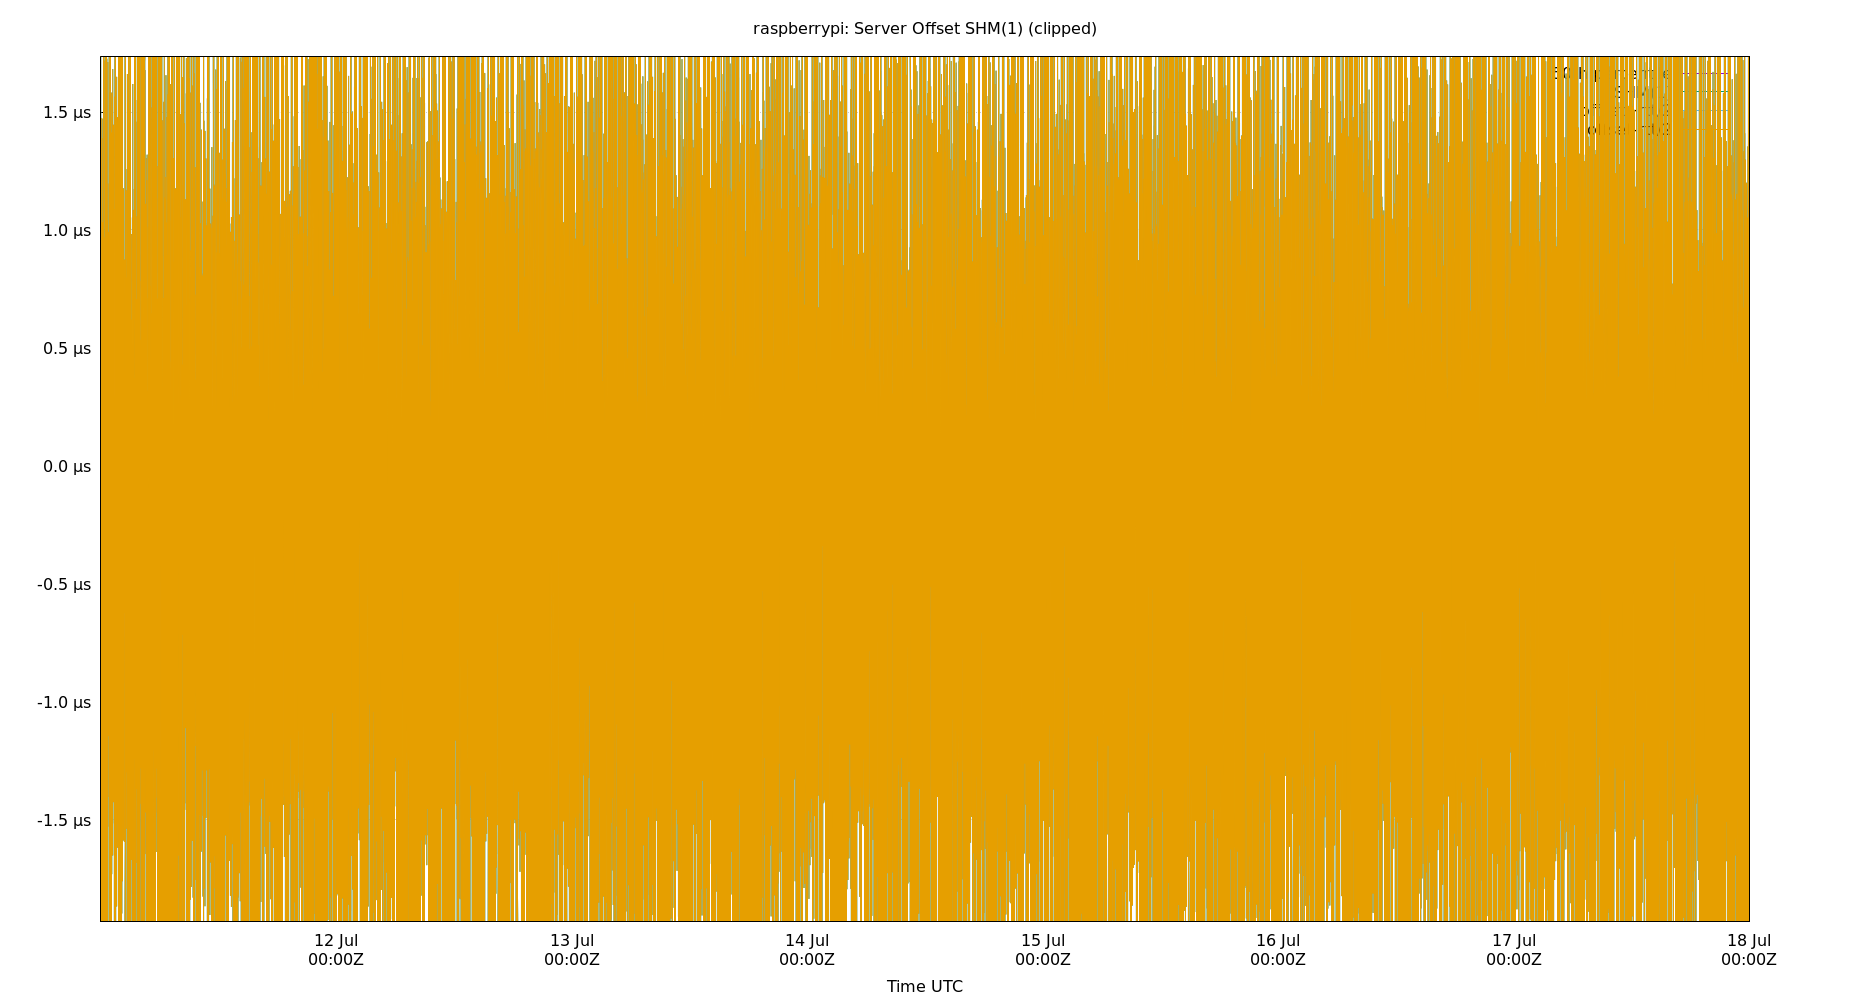 raspberrypi: Server Offset SHM(1) (clipped)
1.5 µs
1.0 µs
0.5 µs
0.0 µs
-0.5 µs
-1.0 µs
-1.5 µs
12 Jul 13 Jul 14 Jul 15 Jul 16 Jul 17 Jul 18 Jul
00:00Z 00:00Z 00:00Z 00:00Z 00:00Z 00:00Z 00:00Z
Time UTC